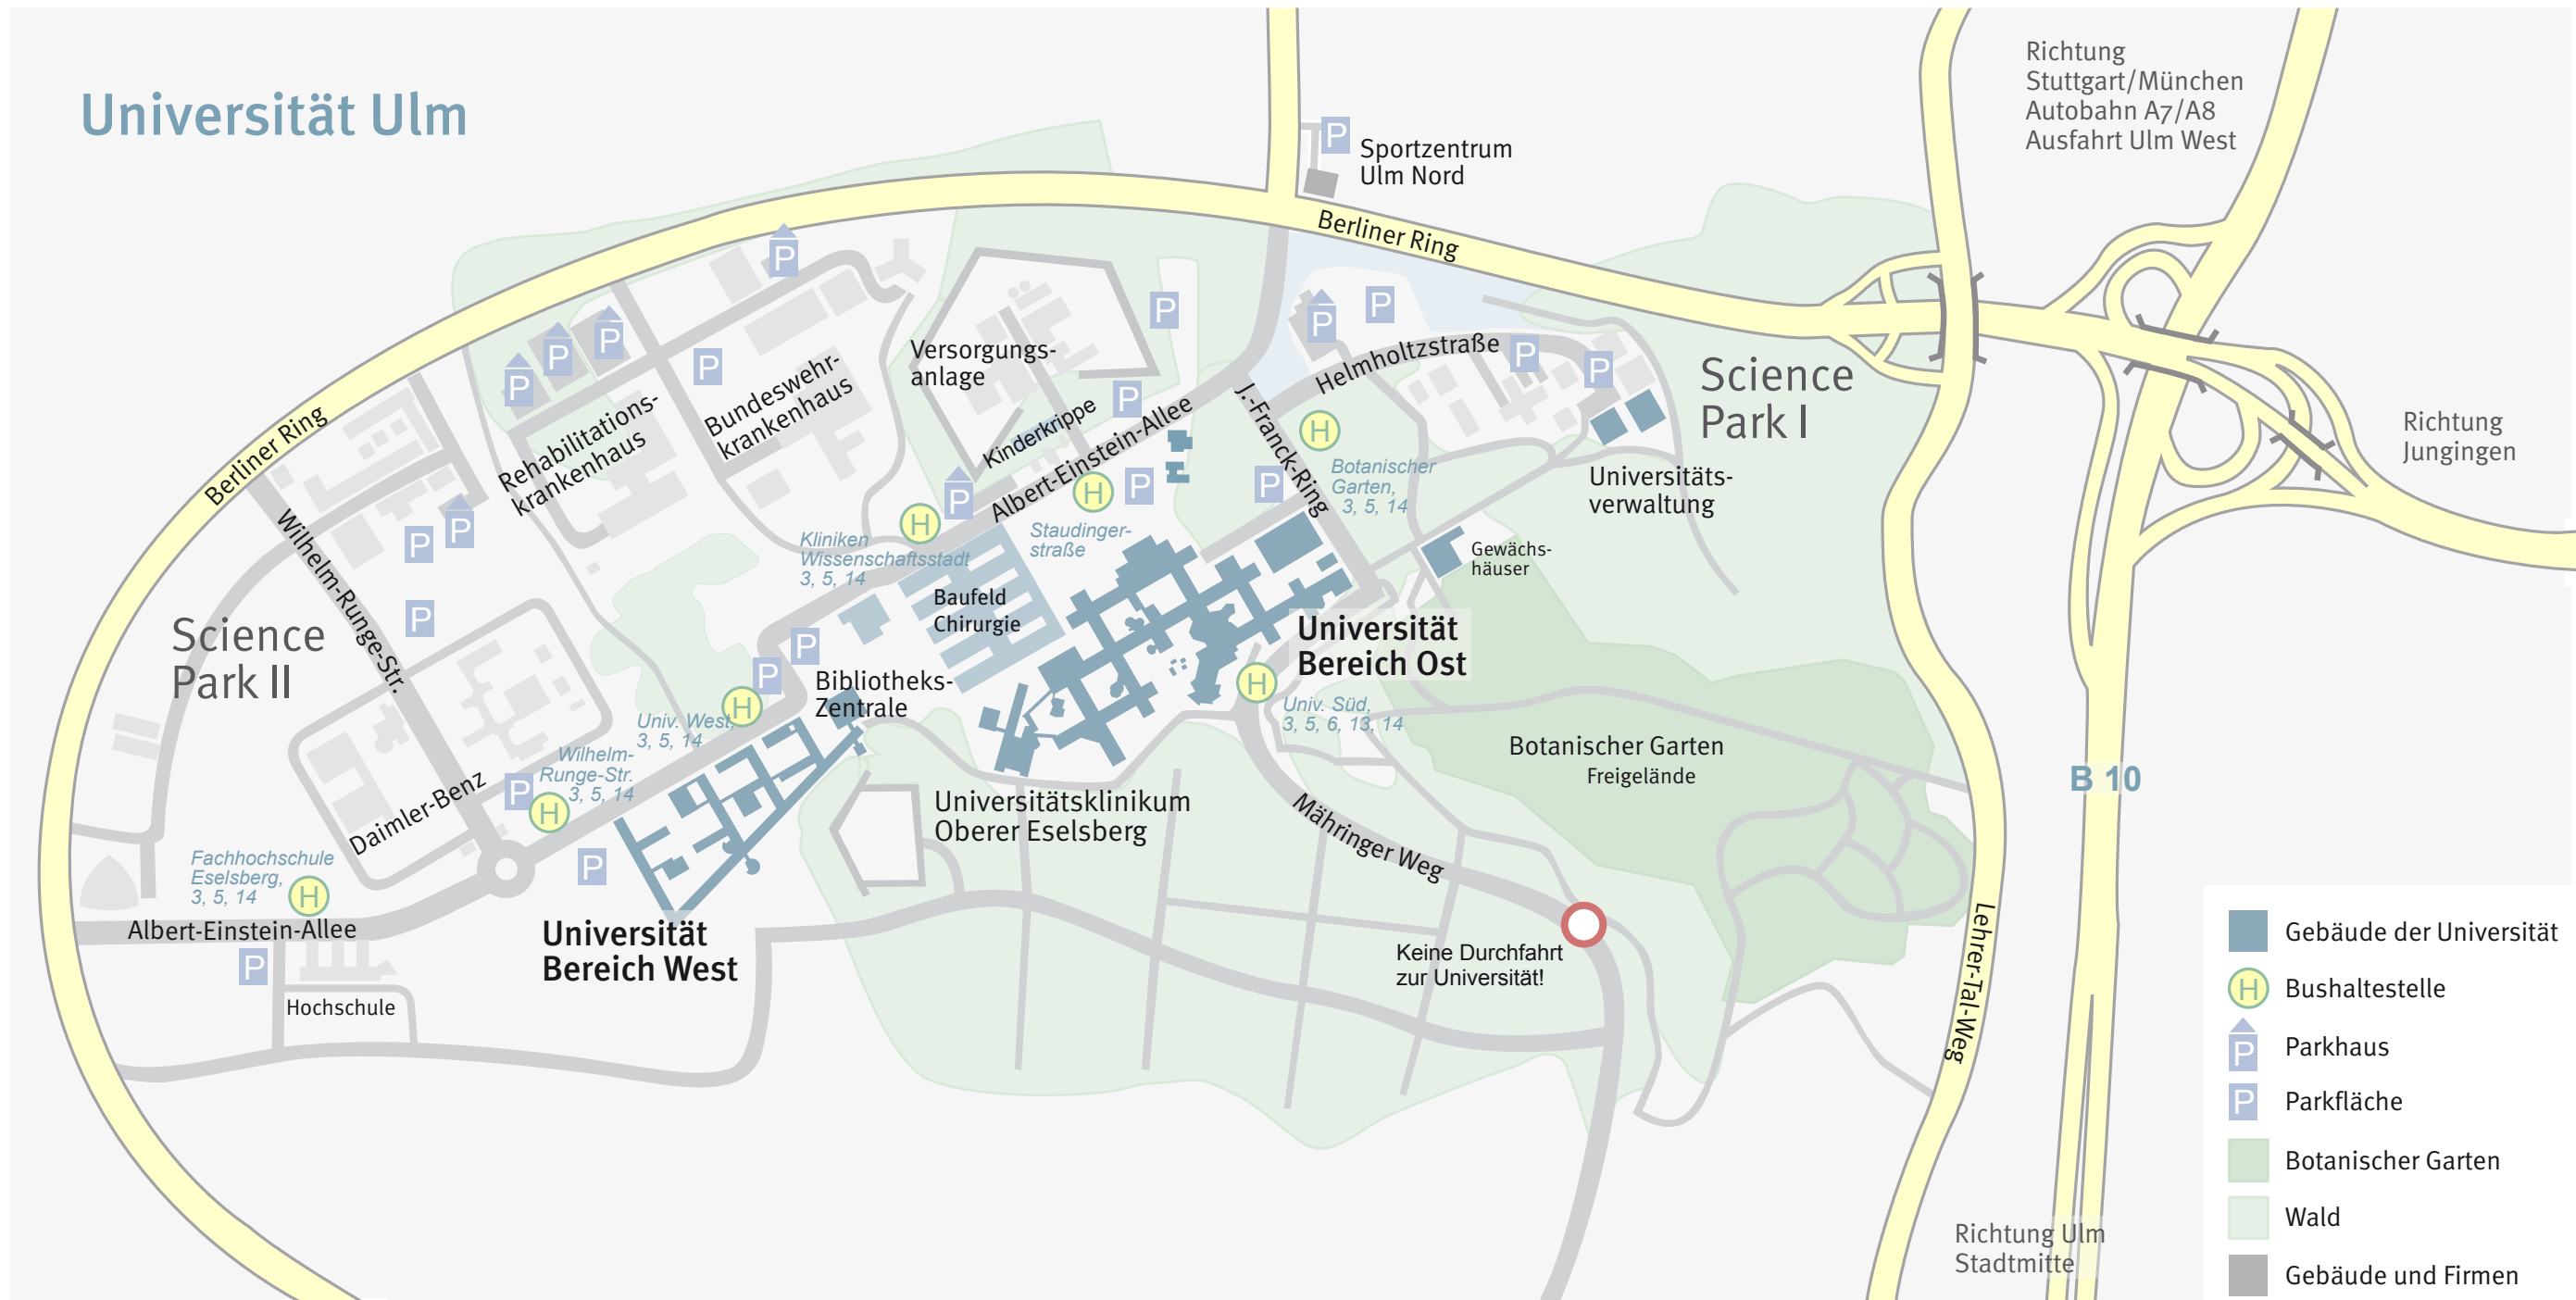 Universität Ulm
Richtung
Stuttgart/München
Autobahn A7/A8
Ausfahrt Ulm West
P
Sportzentrum
Ulm Nord
Berliner Ring
P
P
P
P
P
P
P
P
Versorgungs-
anlage
Bundeswehr-
krankenhaus
Rehabilitations-
krankenhaus
Kinderkrippe
P
Albert-Einstein-Allee
J.-Franck-Ring
Helmholtzstraße
P
P
Science
Park I
Richtung
Jungingen
Berliner Ring
H
Botanischer
Garten,
3, 5, 14
Universitäts-
verwaltung
P
P
P
H
H
Staudinger-
straße
Kliniken
Wissenschaftsstadt
3, 5, 14
P
P
P
Wilhelm-Runge-Str.
Gewächs-
häuser
Baufeld
Chirurgie
Science
Park II
Universität
Bereich Ost
P
P
Bibliotheks-
Zentrale
H
Univ. Süd,
3, 5, 6, 13, 14
H
Univ. West,
3, 5, 14
Wilhelm-
Runge-Str.
3, 5, 14
P
H
Botanischer Garten
Freigelände
B 10
Daimler-Benz
Universitätsklinikum
Oberer Eselsberg
Mähringer Weg
P
Fachhochschule
Eselsberg,
3, 5, 14
H
Albert-Einstein-Allee
Universität
Bereich West
P
Hochschule
Keine Durchfahrt
zur Universität!
Lehrer-Tal-Weg
Richtung Ulm
Stadtmitte
Gebäude der Universität
H
Bushaltestelle
P
Parkhaus
P
Parkfläche
Botanischer Garten
Wald
Gebäude und Firmen